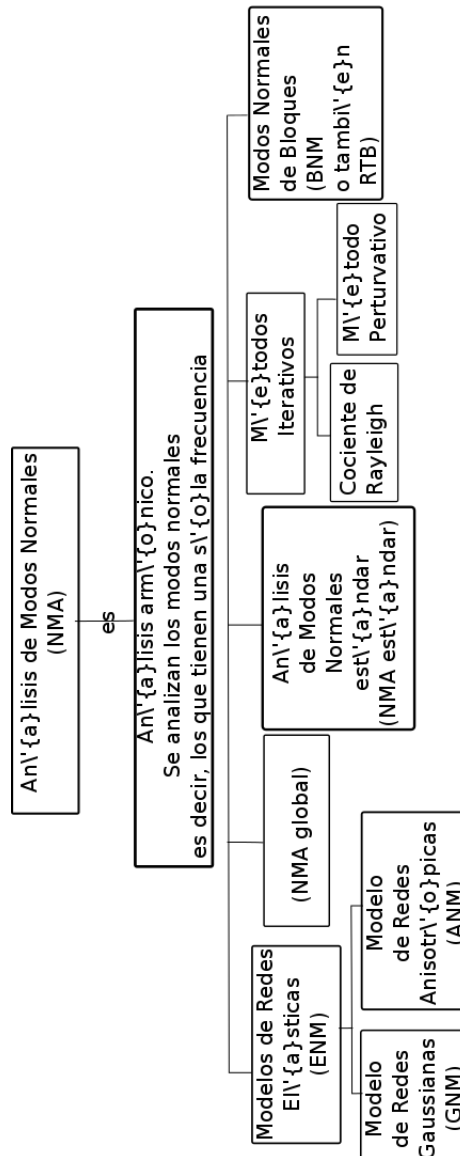 An\'{a}lisis de Modos Normales
(NMA)
es
An\'{a}lisis arm\'{o}nico.
Se analizan los modos normales
es decir, los que tienen una s\'{o}la frecuencia
Modelos de Redes
El\'{a}sticas
(ENM)
(NMA global)
An\'{a}lisis
de Modos
Normales
est\'{a}ndar
(NMA est\'{a}ndar)
M\'{e}todos
Iterativos
Modos Normales
de Bloques
(BNM
o tambi\'{e}n
RTB)
Modelo
de Redes
Gaussianas
(GNM)
Modelo
de Redes
Anisotr\'{o}picas
(ANM)
Cociente de
Rayleigh
M\'{e}todo
Perturvativo